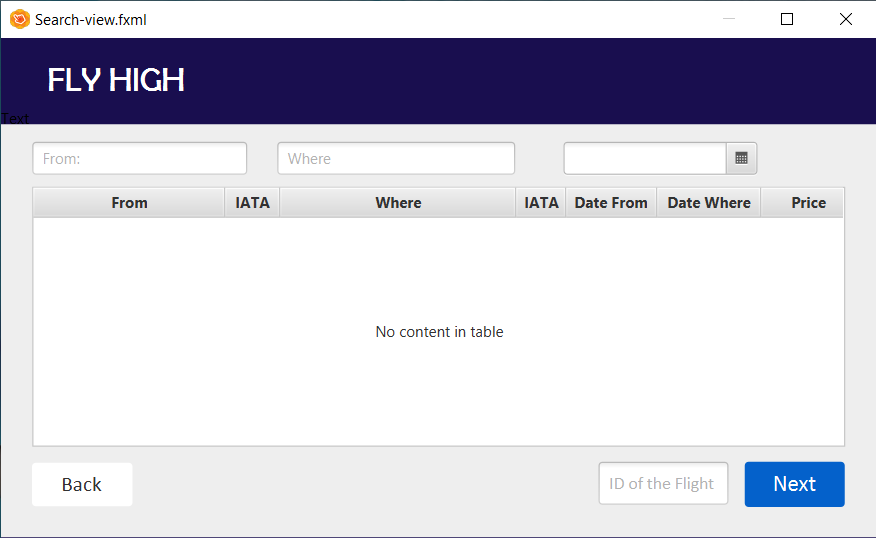 Search-view.fxml
FLY HIGH
Text
From: Where
From IATA Where IATA Date From Date Where Price
No content in table
Back ID of the Flight Next